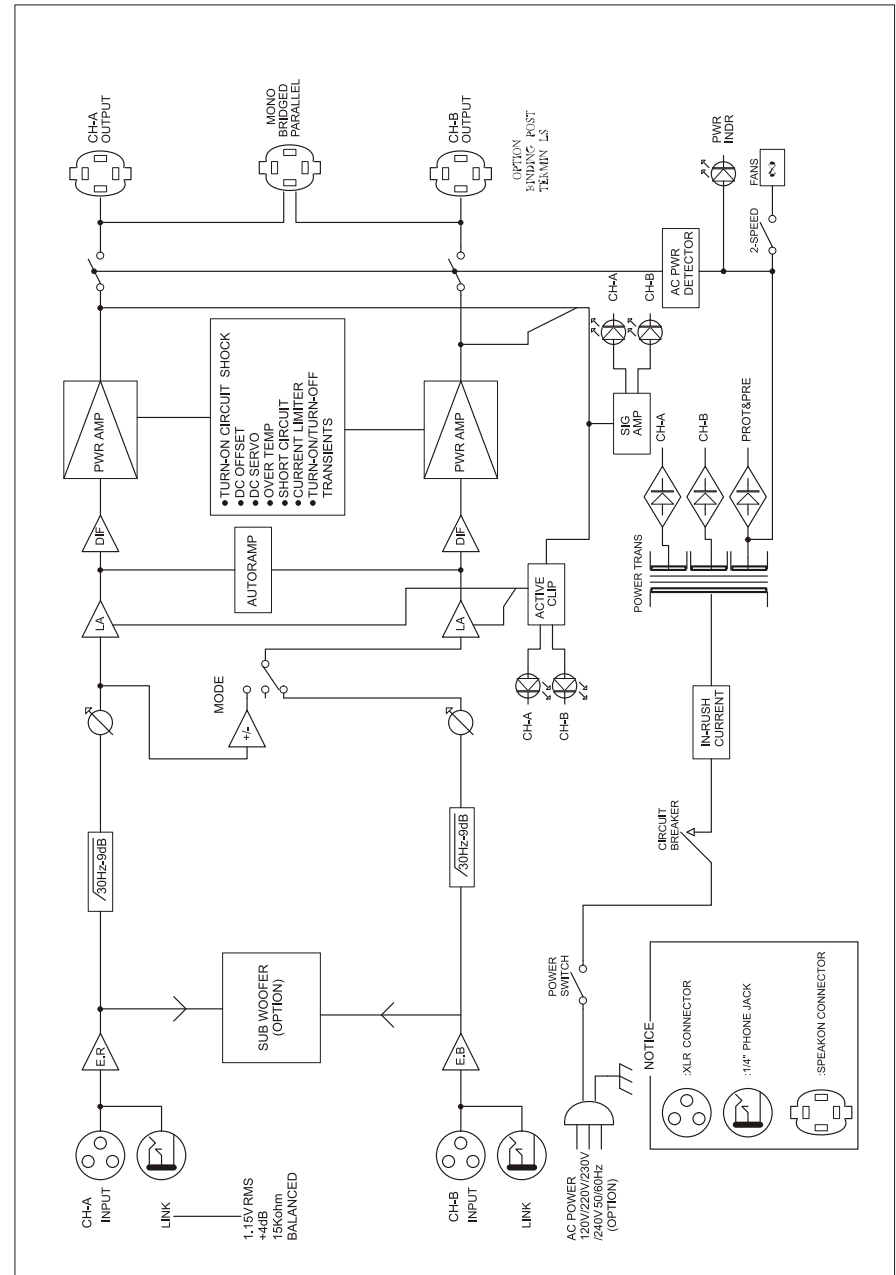 CH-A
INPUT
LINK
1.15V RMS
+4dB
15Kohm
BALANCED
E.R
/30Hz-9dB
SUB WOOFER
(OPTION)
CH-B
INPUT
LINK
E.B
/30Hz-9dB
MODE
+/-
LA
LA
AUTORAMP
DIF
DIF
PWR AMP
PWR AMP
• TURN-ON CIRCUIT SHOCK
• DC OFFSET
• DC SERVO
• OVER TEMP
• SHORT CIRCUIT
• CURRENT LIMITER
• TURN-ON/TURN-OFF
TRANSIENTS
CH-A
OUTPUT
MONO
BRIDGED
PARALLEL
CH-B
OUTPUT
OPTION
BINDING POST
TERMIN LS
ACTIVE
CLIP
CH-A
CH-B
SIG
AMP
CH-A
CH-B
AC PWR
DETECTOR
PWR
INDR
FANS
2-SPEED
AC POWER
120V/220V/230V
/240V 50/60Hz
(OPTION)
POWER
SWITCH
CIRCUIT
BREAKER
IN-RUSH
CURRENT
POWER TRANS
CH-A
CH-B
PROT&PRE
NOTICE
:XLR CONNECTOR
:1/4" PHONE JACK
:SPEAKON CONNECTOR